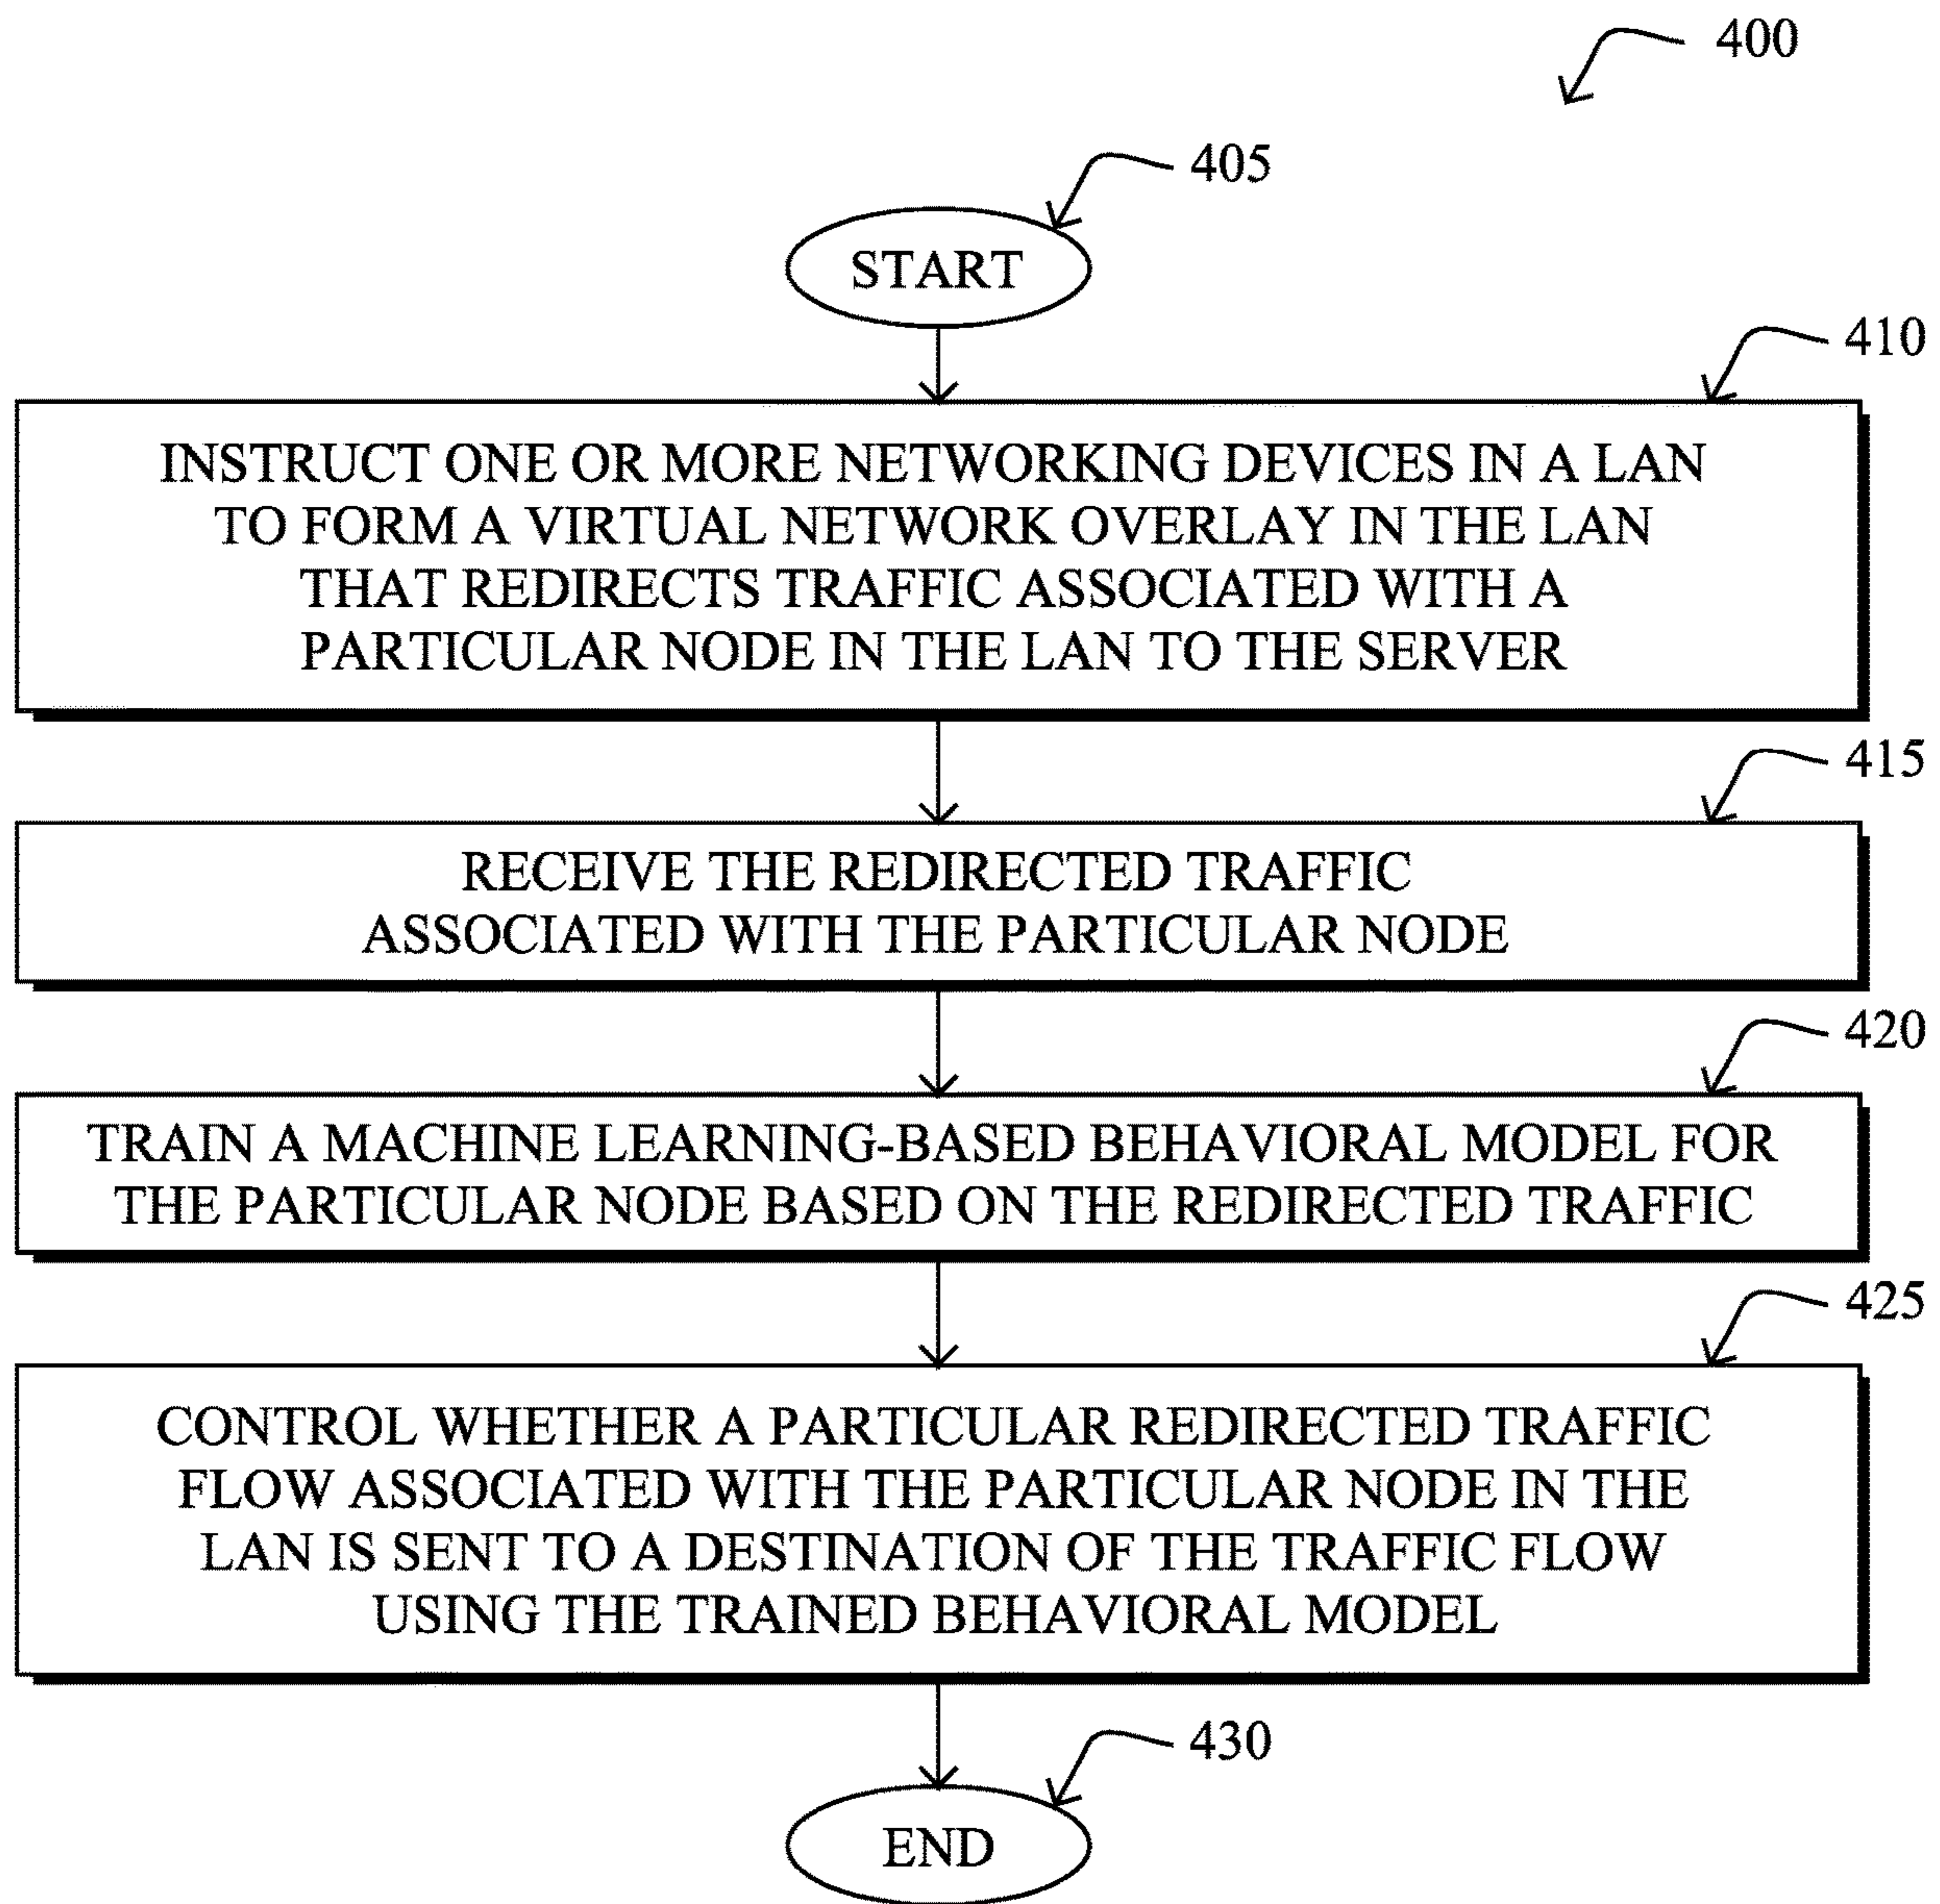 400
405
START
410
INSTRUCT ONE OR MORE NETWORKING DEVICES IN A LAN
TO FORM A VIRTUAL NETWORK OVERLAY IN THE LAN
THAT REDIRECTS TRAFFIC ASSOCIATED WITH A
PARTICULAR NODE IN THE LAN TO THE SERVER
415
RECEIVE THE REDIRECTED TRAFFIC
ASSOCIATED WITH THE PARTICULAR NODE
420
TRAIN A MACHINE LEARNING-BASED BEHAVIORAL MODEL FOR
THE PARTICULAR NODE BASED ON THE REDIRECTED TRAFFIC
425
CONTROL WHETHER A PARTICULAR REDIRECTED TRAFFIC
FLOW ASSOCIATED WITH THE PARTICULAR NODE IN THE
LAN IS SENT TO A DESTINATION OF THE TRAFFIC FLOW
USING THE TRAINED BEHAVIORAL MODEL
430
END